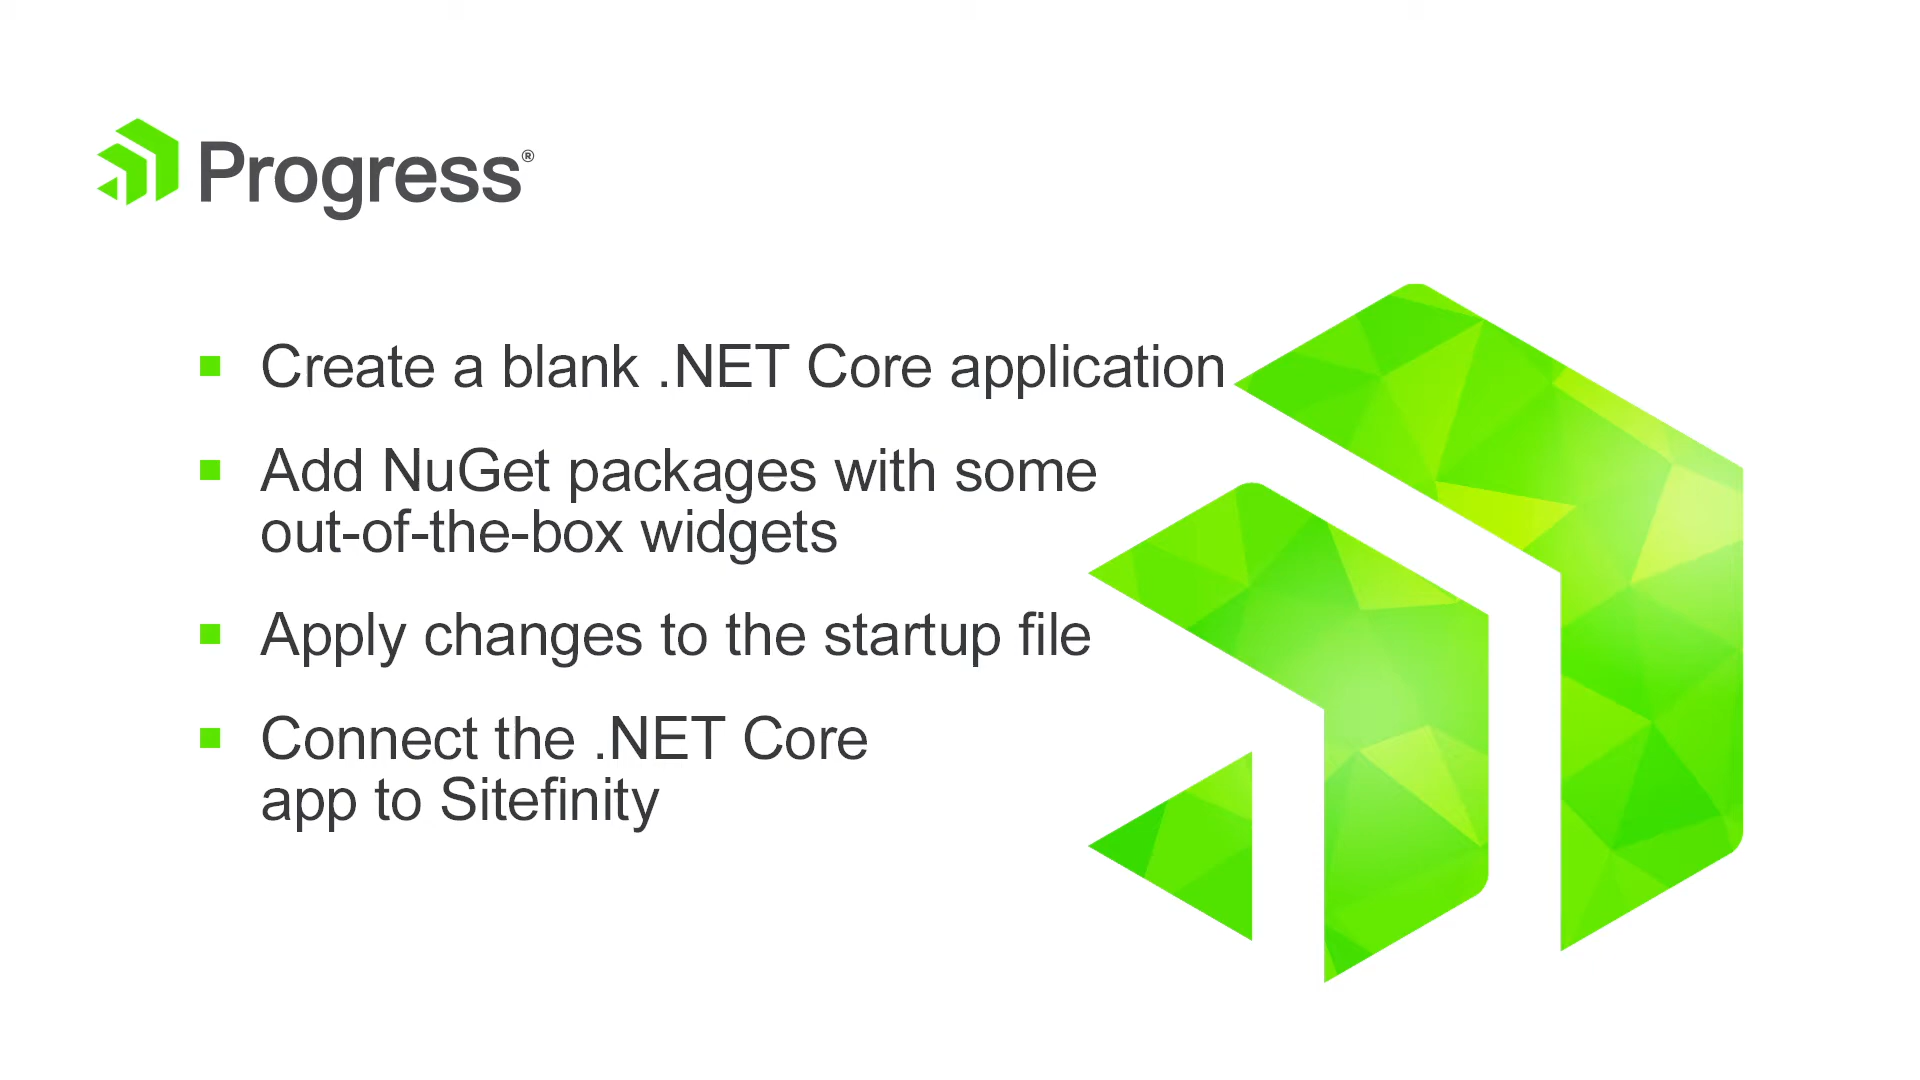 Progress®
Create a blank .NET Core application
Add NuGet packages with some
out-of-the-box widgets
Apply changes to the startup file
Connect the .NET Core
app to Sitefinity